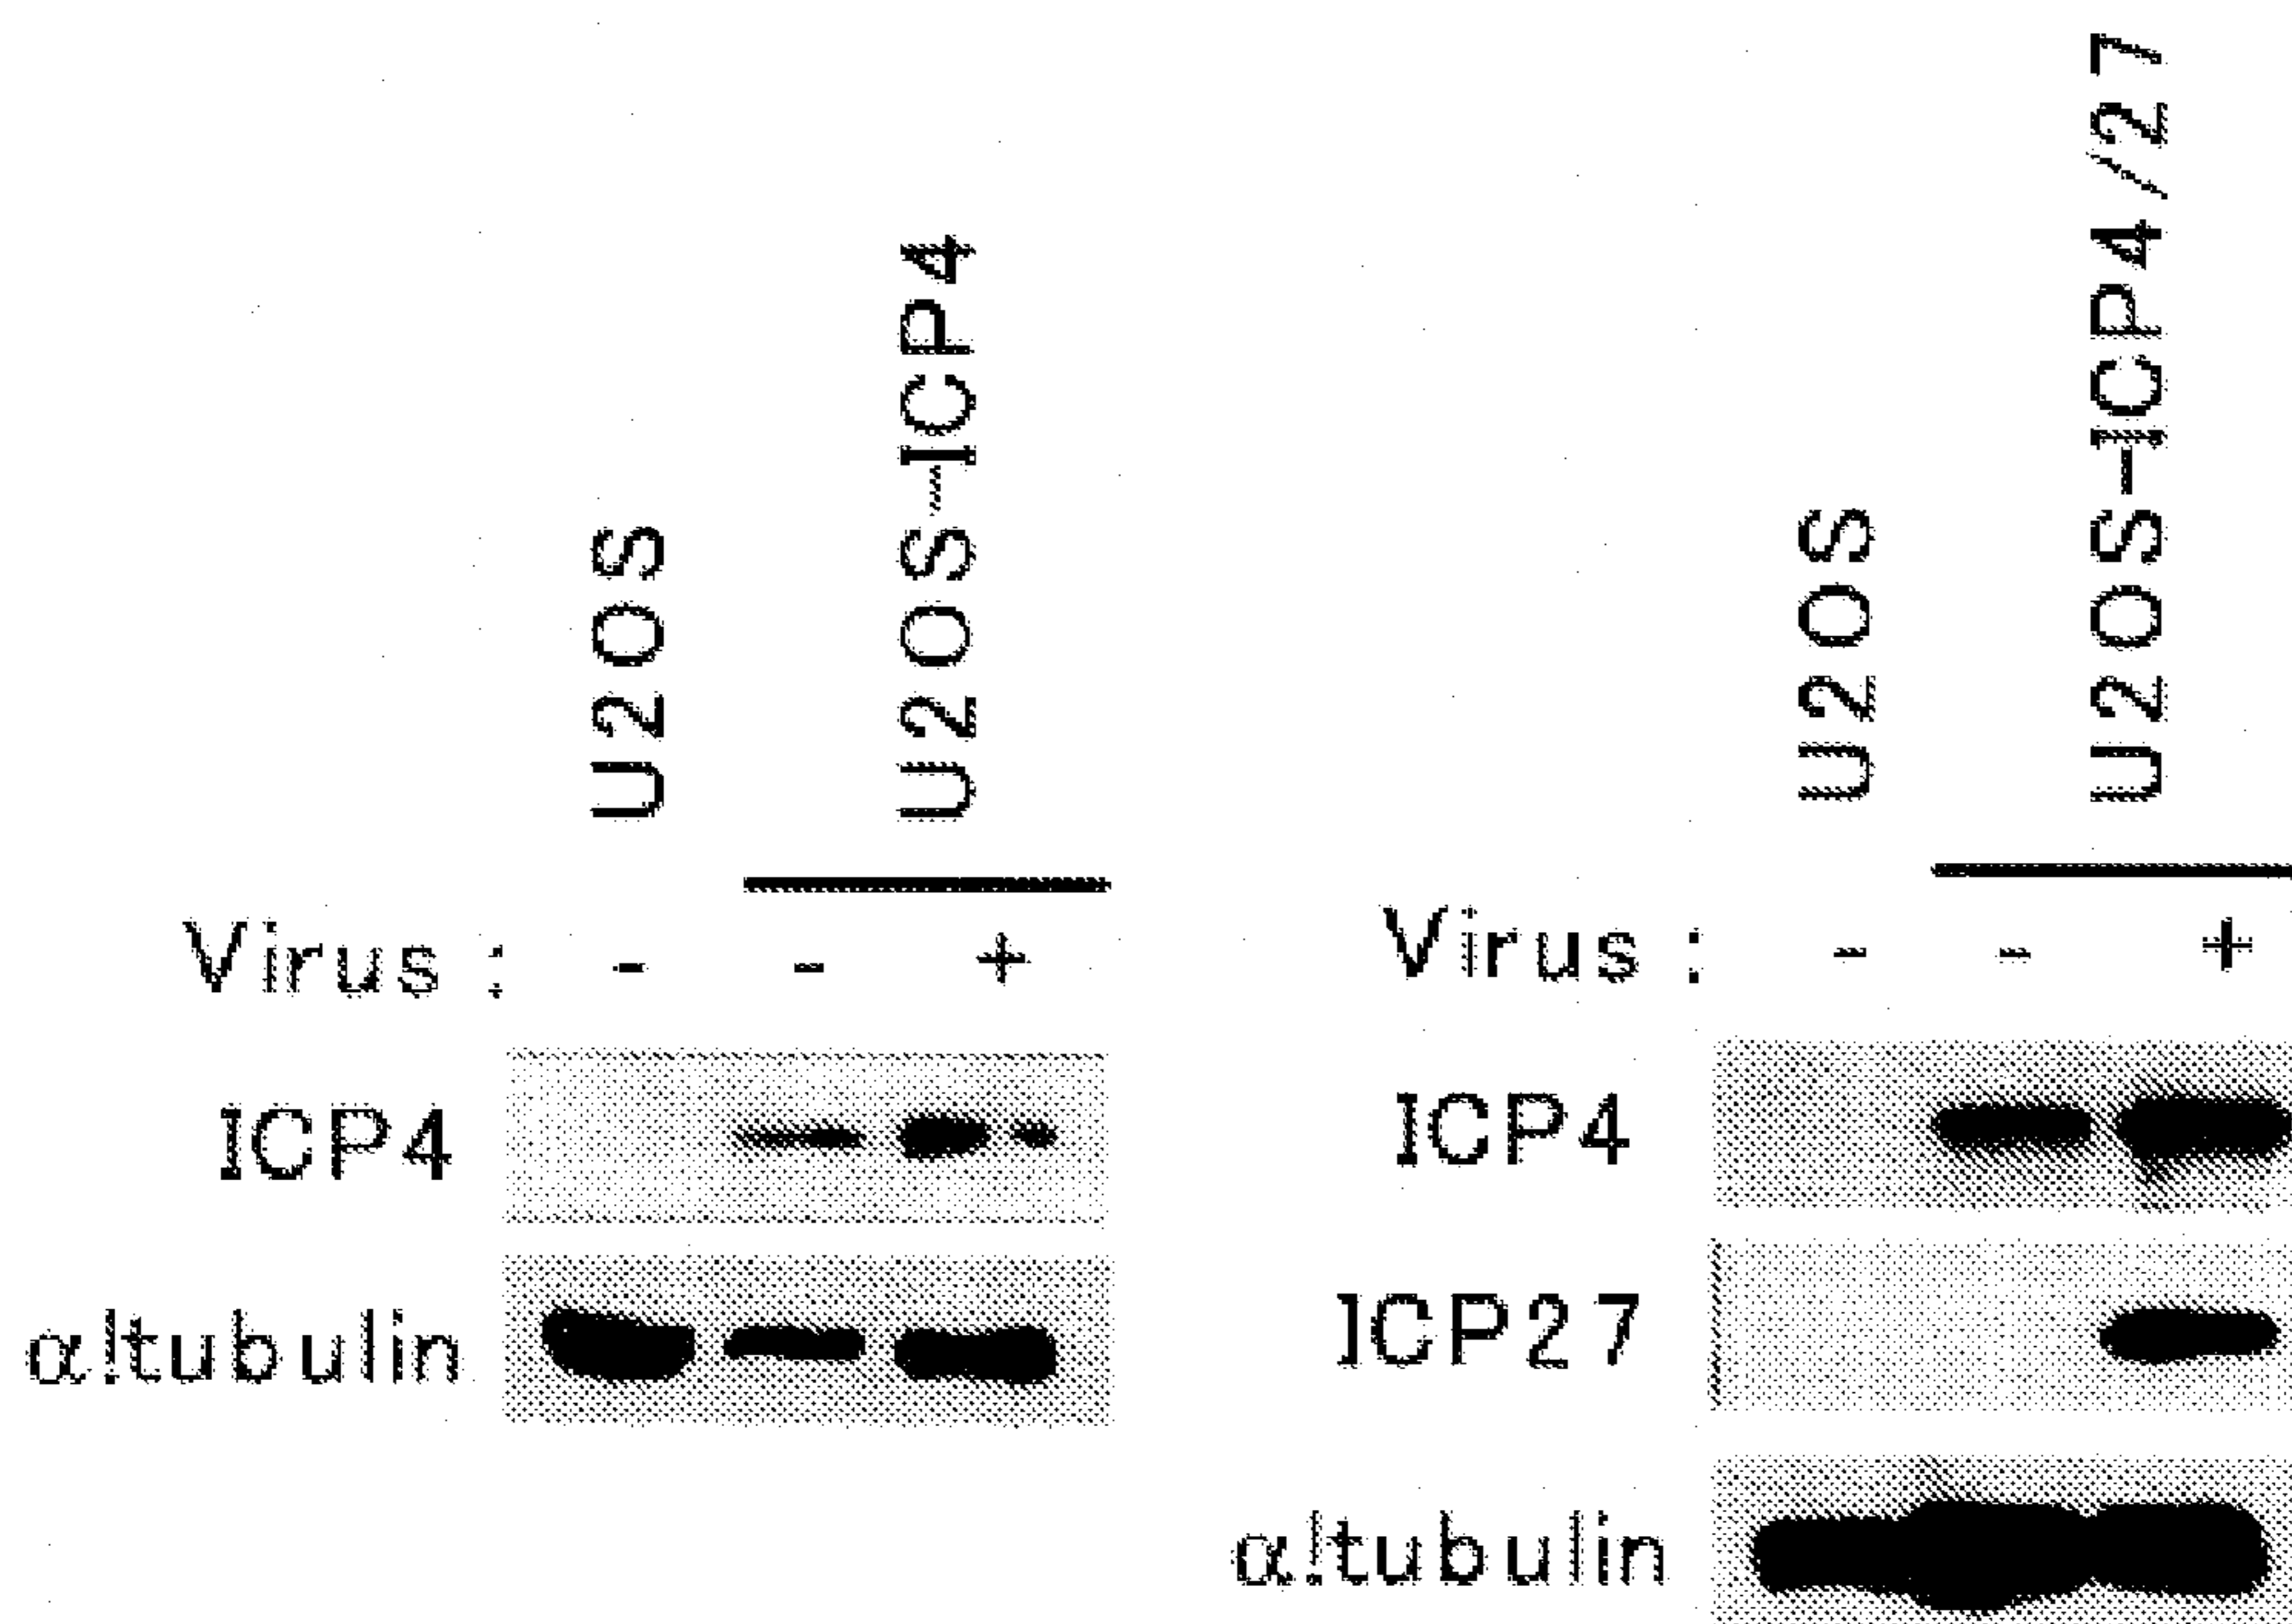 U2OS
U2OS-ICP4
Virus : - - +
ICP4
α-tubulin
U2OS
U2OS-ICP4/27
Virus : - - +
ICP4
ICP27
α-tubulin